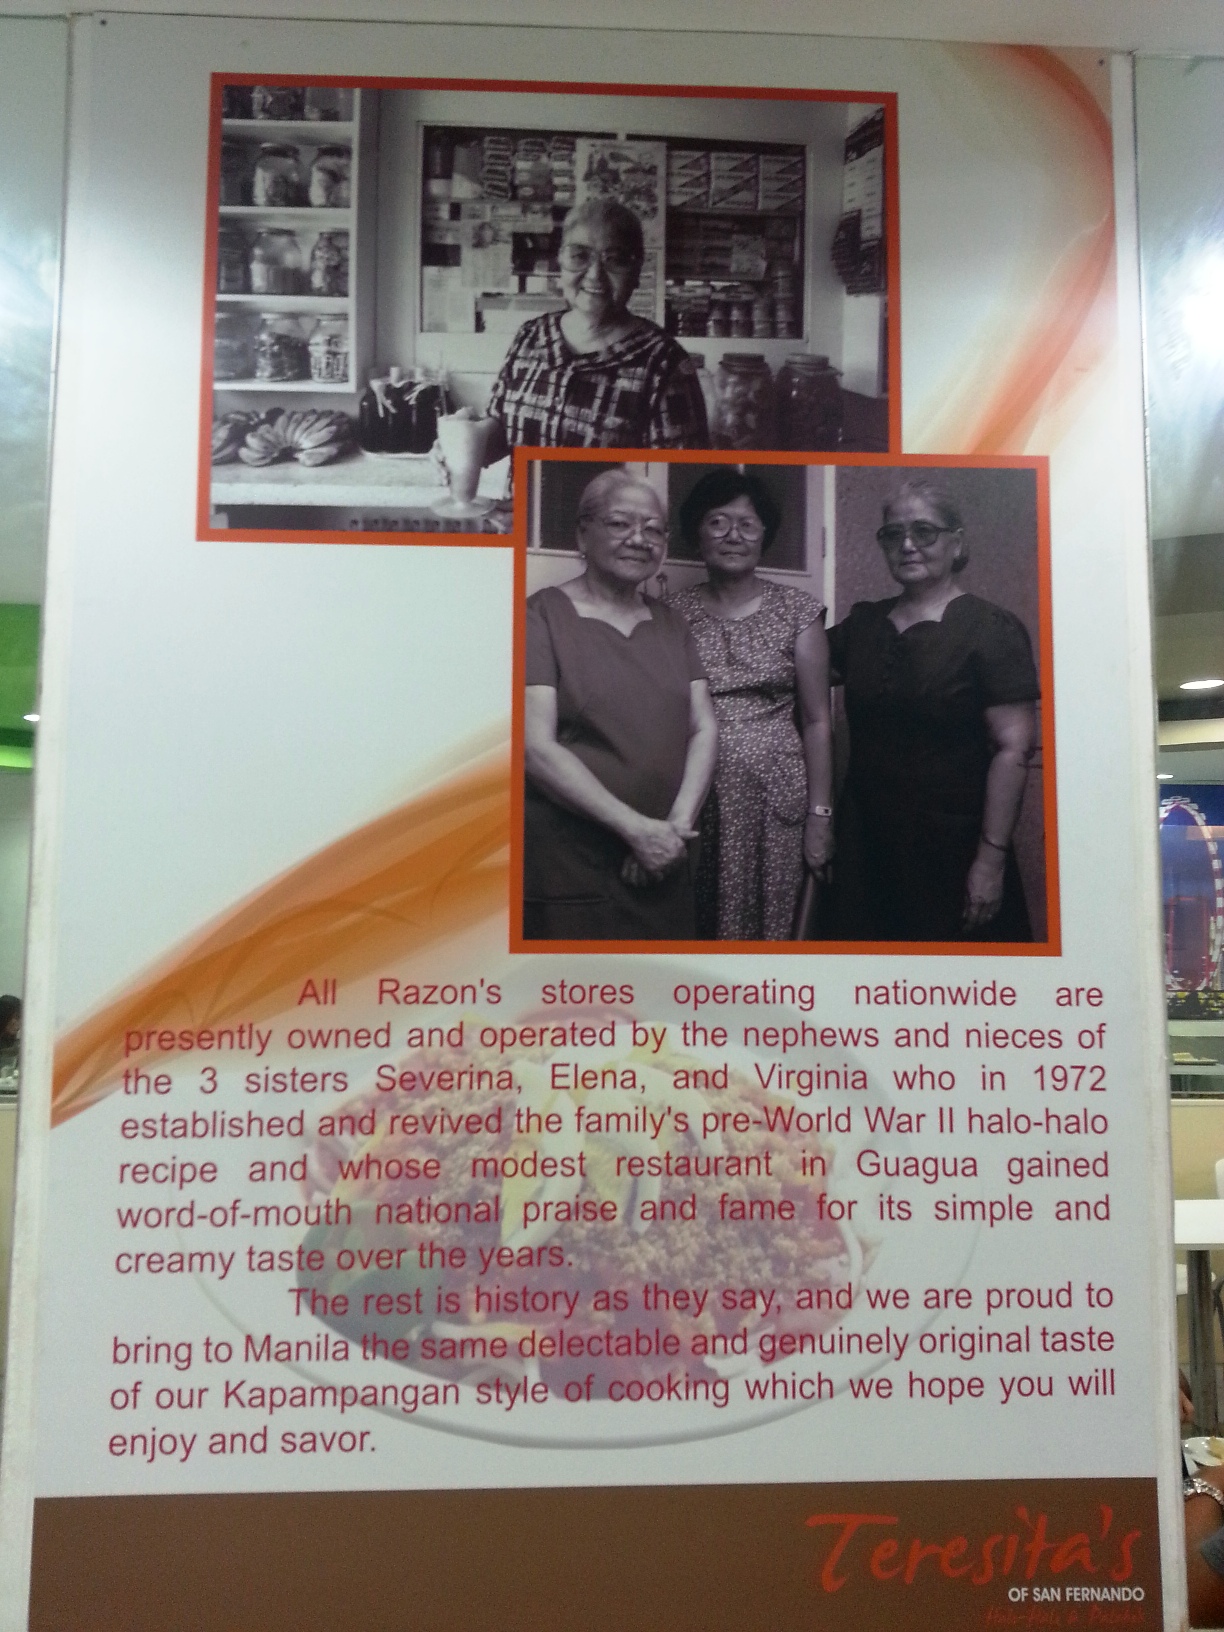 All Razon's stores operating nationwide are
presently owned and operated by the nephews and nieces of
the 3 sisters Severina, Elena, and Virginia who in 1972
established and revived the family's pre-World War II halo-halo
recipe and whose modest restaurant in Guagua gained
word-of-mouth national praise and fame for its simple and
creamy taste over the years.
The rest is history as they say, and we are proud to
bring to Manila the same delectable and genuinely original taste
of our Kapampangan style of cooking which we hope you will
enjoy and savor.
Teresita's
OF SAN FERNANDO
Halo-Halo &